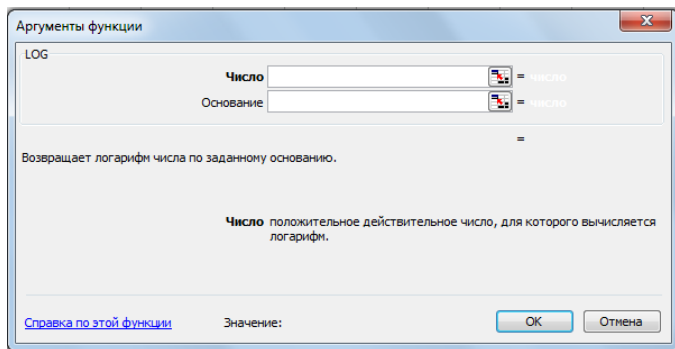 Аргументы функции
LOG
Число = число
Основание = число
=
Возвращает логарифм числа по заданному основанию.
Число положительное действительное число, для которого вычисляется
логарифм.
Справка по этой функции Значение: ОК Отмена